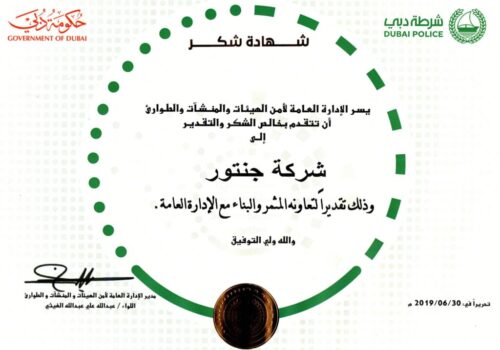 حكومة دبي
GOVERNMENT OF DUBAI
شرطة دبي
DUBAI POLICE
شهادة شكر
يسر الإدارة العامة لأمن الهيئات والمنشآت والطوارئ
أن تتقدم بخالص الشكر والتقدير
إلى
شركة جنتور
وذلك تقديراً لتعاونه المثمر والبناء مع الإدارة العامة .
والله ولي التوفيق
مدير الإدارة العامة لأمن الهيئات و المنشآت و الطوارئ
اللواء / عبدالله علي عبدالله الغيثي
تحريراً في: 2019/06/30 م